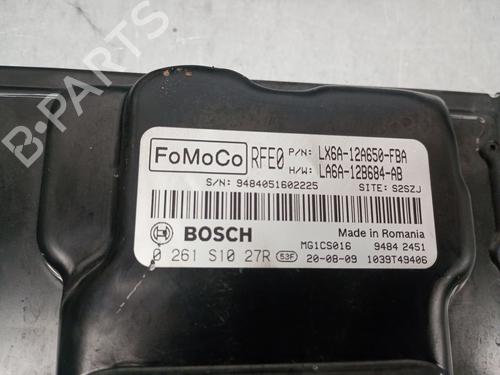 B-Parts
FoMoCo RFE0 P/N: LX6A-12A650-FBA
H/W: LA6A-12B684-AB
S/N: 9484051602225 SITE: S2SZJ
BOSCH Made in Romania
MG1CS016 9484 2451
0 261 S10 27R 53F 20-08-09 1039T49406